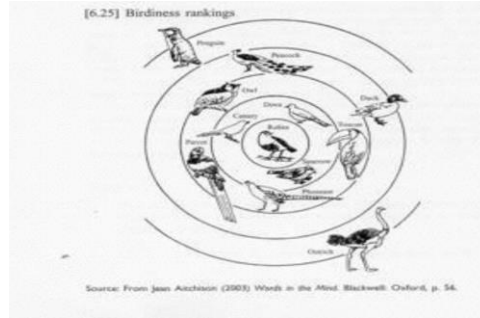 [6.25] Birdiness rankings
Penguin
Peacock
Owl
Duck
Dove
Canary
Toucan
Robin
Parrot
Sparrow
Pheasant
Ostrich
Source: From Jean Aitchison (2003) Words in the Mind. Blackwell: Oxford, p. 56.